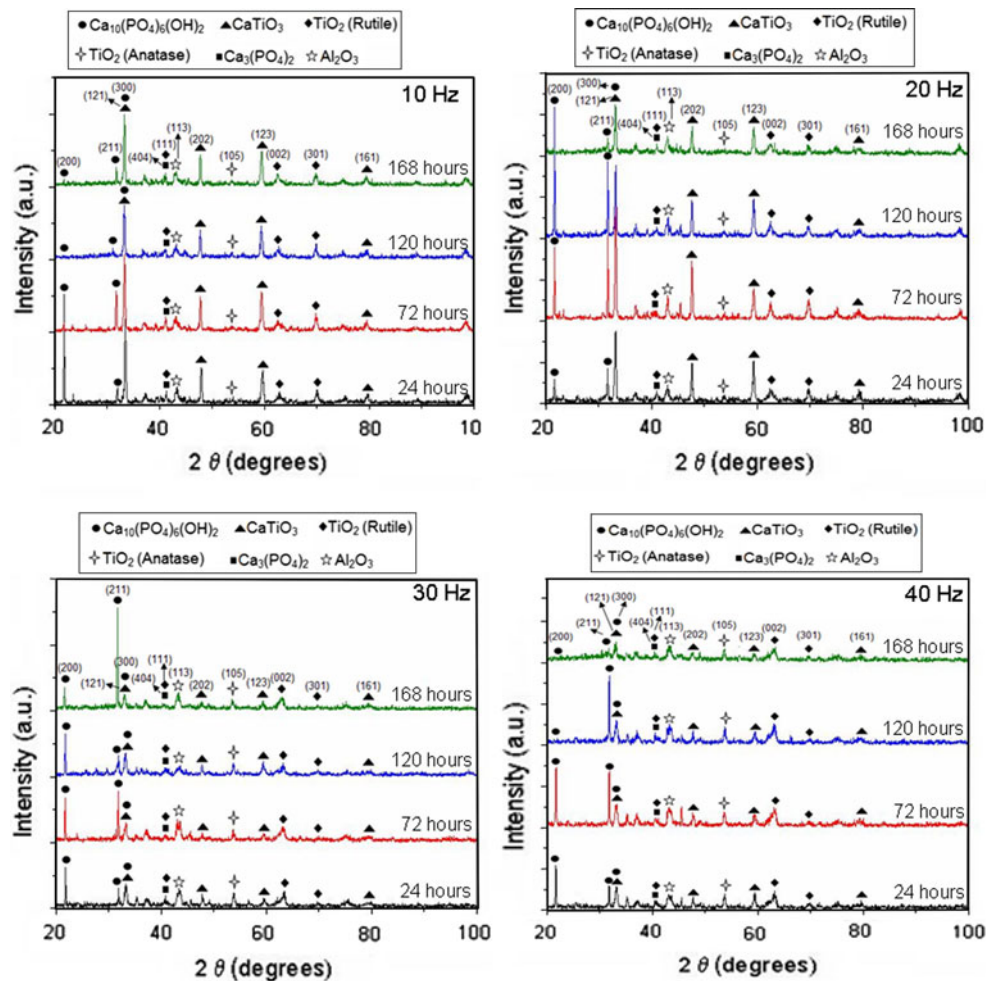 ● Ca10(PO4)6(OH)2 ▲ CaTiO3 ◆ TiO2 (Rutile)
✧ TiO2 (Anatase) ■ Ca3(PO4)2 ☆ Al2O3
10 Hz
(300)
(121)
(200)
(211)
(404)
(111)
(113)
(202)
(105)
(123)
(002)
(301)
(161)
168 hours
120 hours
72 hours
24 hours
Intensity (a.u.)
20 40 60 80 10
2 θ (degrees)
● Ca10(PO4)6(OH)2 ▲ CaTiO3 ◆ TiO2 (Rutile)
✧ TiO2 (Anatase) ■ Ca3(PO4)2 ☆ Al2O3
20 Hz
(200)
(300)
(121)
(211)
(404)
(111)
(113)
(202)
(105)
(123)
(002)
(301)
(161)
168 hours
120 hours
72 hours
24 hours
Intensity (a.u.)
20 40 60 80 100
2 θ (degrees)
● Ca10(PO4)6(OH)2 ▲ CaTiO3 ◆ TiO2 (Rutile)
✧ TiO2 (Anatase) ■ Ca3(PO4)2 ☆ Al2O3
30 Hz
(211)
(200)
(121)
(300)
(404)
(111)
(113)
(202)
(105)
(123)
(002)
(301)
(161)
168 hours
120 hours
72 hours
24 hours
Intensity (a.u.)
20 40 60 80 100
2 θ (degrees)
● Ca10(PO4)6(OH)2 ▲ CaTiO3 ◆ TiO2 (Rutile)
✧ TiO2 (Anatase) ■ Ca3(PO4)2 ☆ Al2O3
40 Hz
(200)
(211)
(121)
(300)
(404)
(111)
(113)
(202)
(105)
(123)
(002)
(301)
(161)
168 hours
120 hours
72 hours
24 hours
Intensity (a.u.)
20 40 60 80 100
2 θ (degrees)